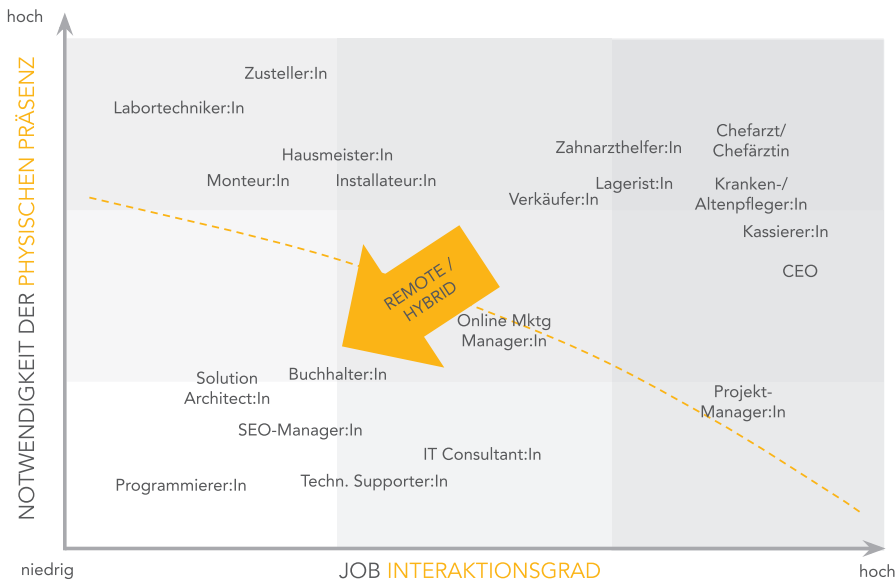 hoch
NOTWENDIGKEIT DER PHYSISCHEN PRÄSENZ
Zusteller:In
Labortechniker:In
Hausmeister:In
Monteur:In
Installateur:In
Zahnarzthelfer:In
Chefarzt/
Chefärztin
Lagerist:In
Verkäufer:In
Kranken-/
Altenpfleger:In
Kassierer:In
CEO
REMOTE /
HYBRID
Online Mktg
Manager:In
Solution
Architect:In
Buchhalter:In
Projekt-
Manager:In
SEO-Manager:In
IT Consultant:In
Programmierer:In
Techn. Supporter:In
niedrig
JOB INTERAKTIONSGRAD
hoch